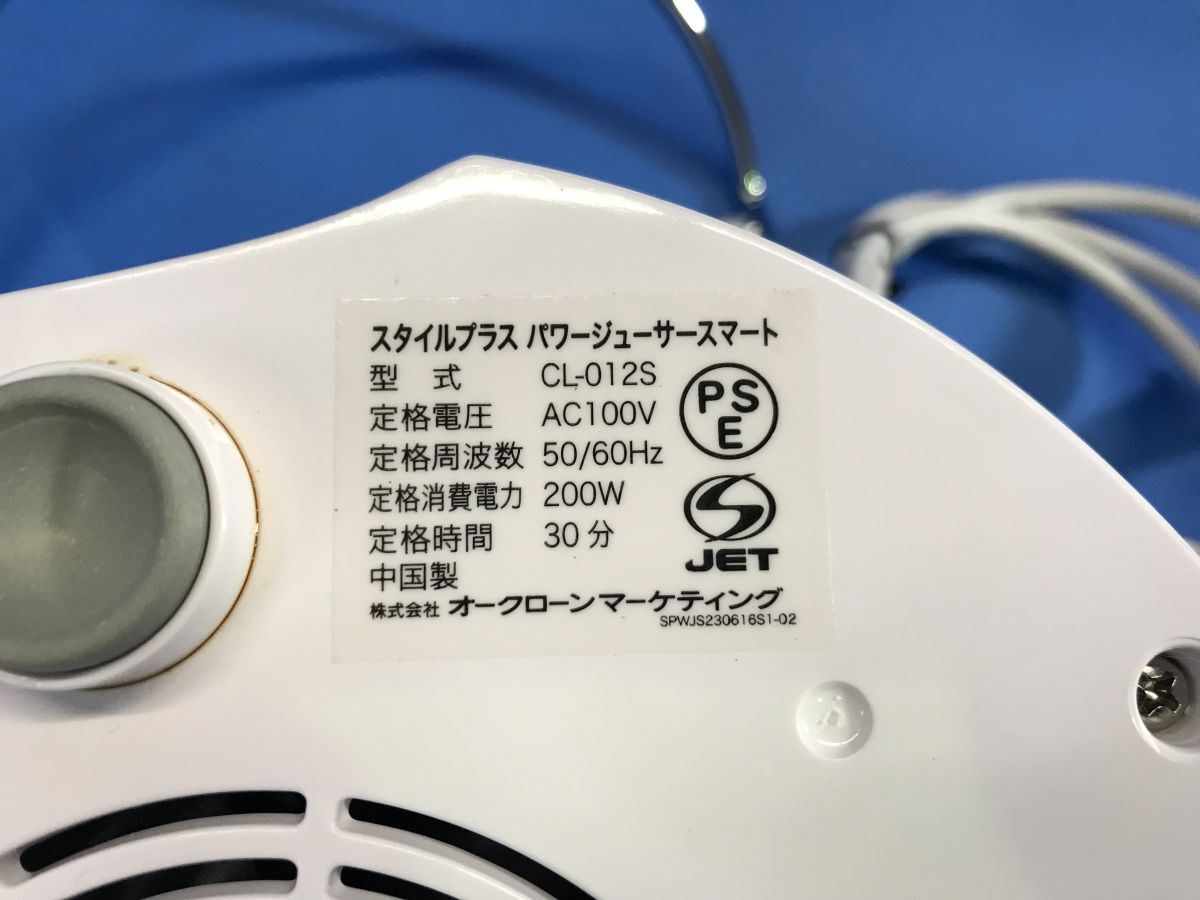 スタイルプラス パワージューサースマート
型 式 CL-012S
定格電圧 AC100V
定格周波数 50/60Hz
定格消費電力 200W
定格時間 30分
中国製
株式会社 オークローンマーケティング
SPWJS230616S1-02
PSE
JET